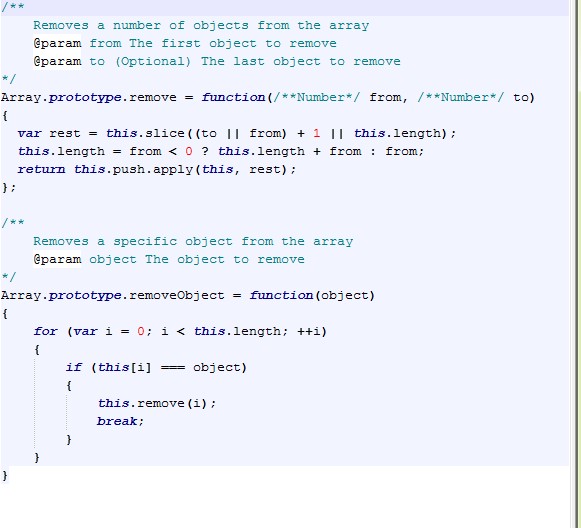 /**
    Removes a number of objects from the array
    @param from The first object to remove
    @param to (Optional) The last object to remove
*/
Array.prototype.remove = function(/**Number*/ from, /**Number*/ to)
{
  var rest = this.slice((to || from) + 1 || this.length);
  this.length = from < 0 ? this.length + from : from;
  return this.push.apply(this, rest);
};

/**
    Removes a specific object from the array
    @param object The object to remove
*/
Array.prototype.removeObject = function(object)
{
    for (var i = 0; i < this.length; ++i)
    {
        if (this[i] === object)
        {
            this.remove(i);
            break;
        }
    }
}